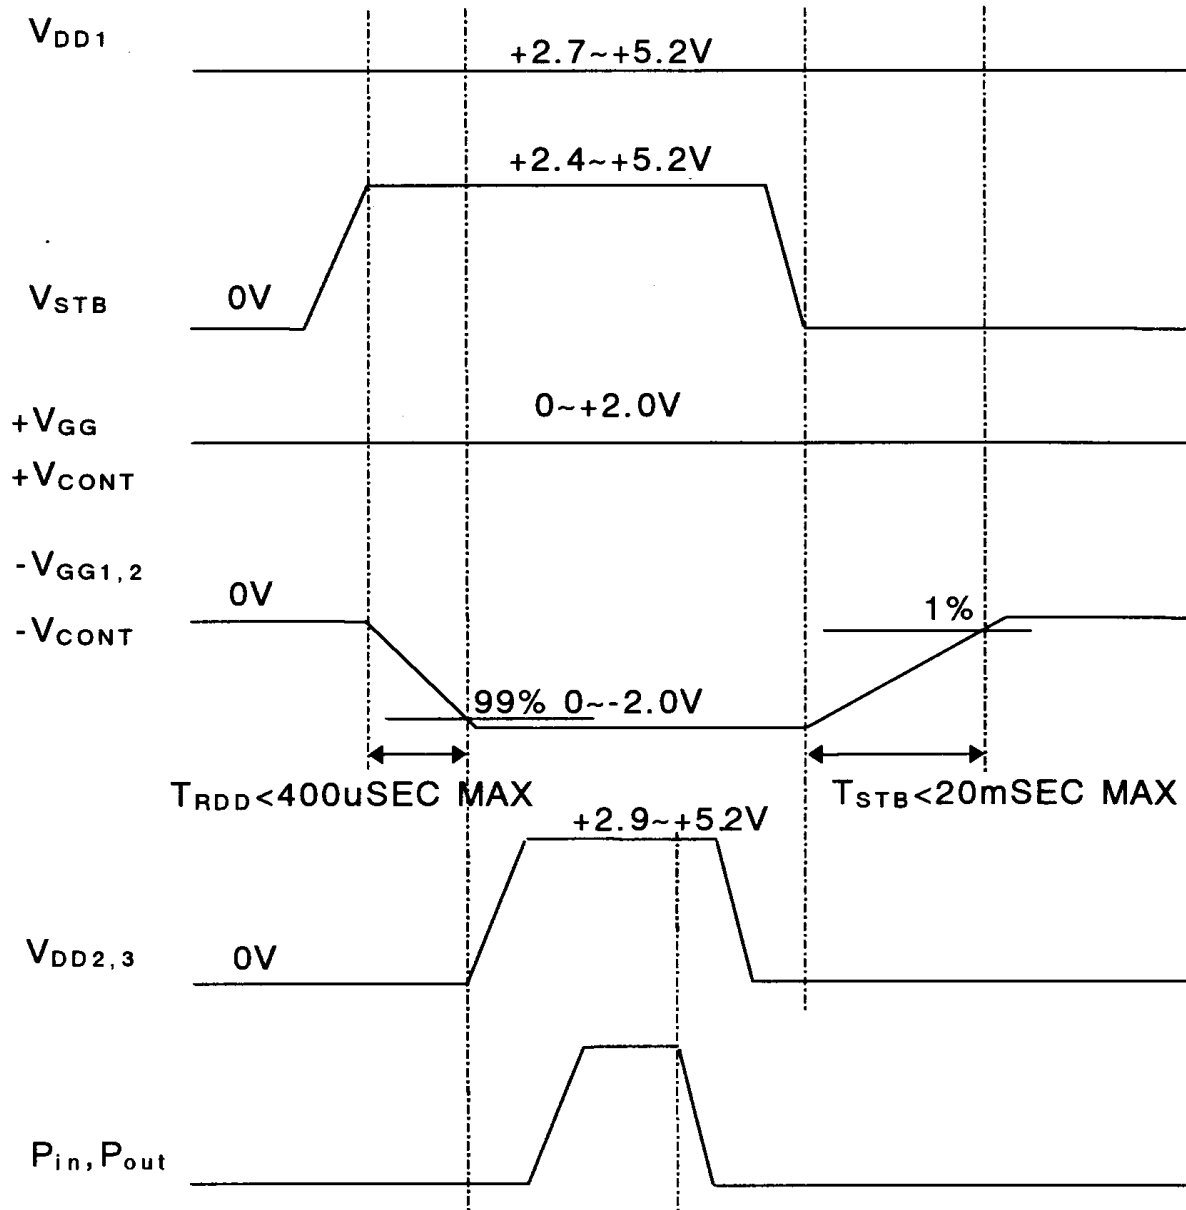 VDD1
+2.7~+5.2V
+2.4~+5.2V
VSTB 0V
+VGG 0~+2.0V
+VCONT
-VGG1,2
0V
-VCONT 1%
99% 0~-2.0V
TRDD<400uSEC MAX TSTB<20mSEC MAX
+2.9~+5.2V
VDD2,3 0V
Pin,Pout